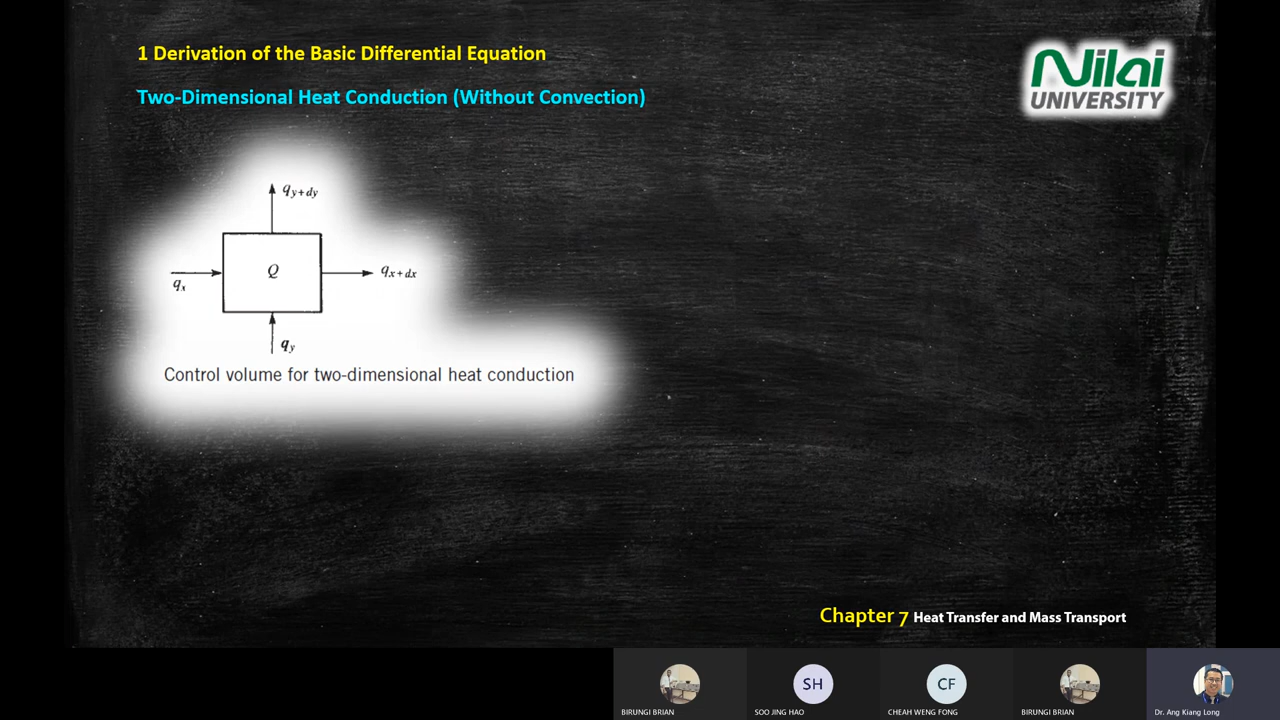 1 Derivation of the Basic Differential Equation
Nilai
UNIVERSITY
Two-Dimensional Heat Conduction (Without Convection)
qy+dy
Q
qx+dx
qx
qy
Control volume for two-dimensional heat conduction
Chapter 7 Heat Transfer and Mass Transport
SH
CF
BIRUNGI BRIAN
SOO JING HAO
CHEAH WENG FONG
BIRUNGI BRIAN
Dr. Ang Kiang Long